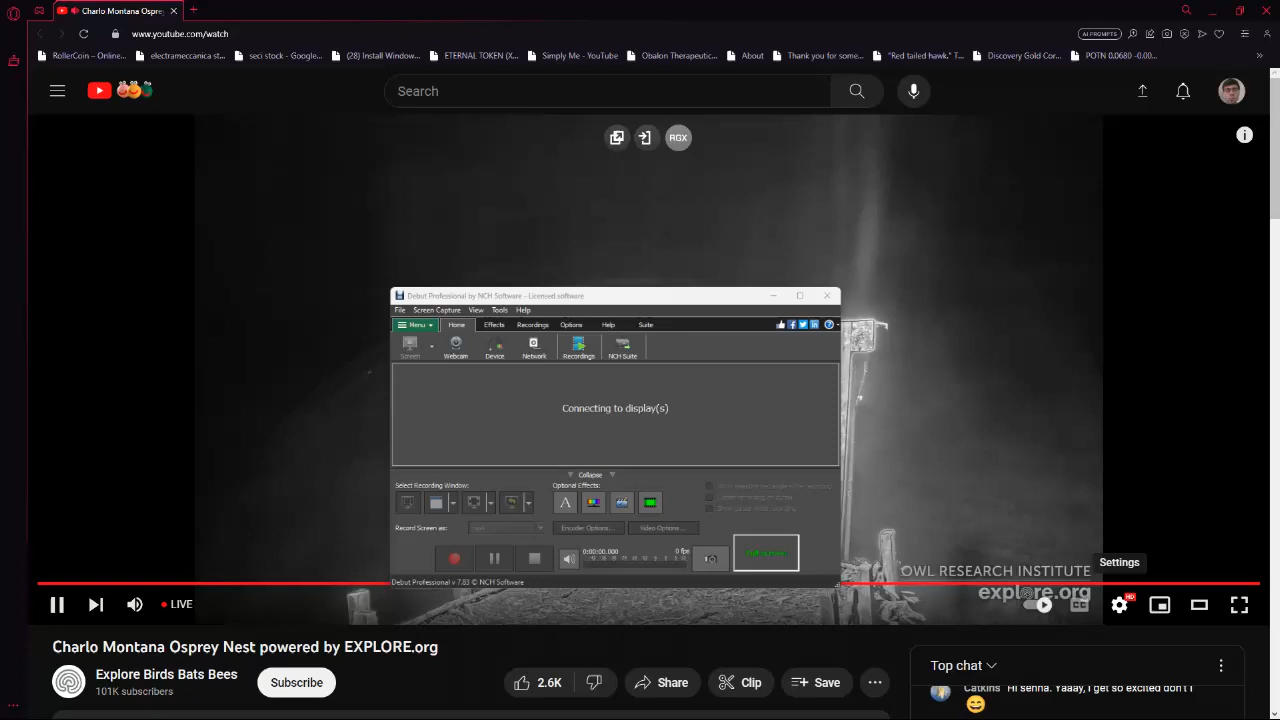 Charlo Montana Osprey
www.youtube.com/watch
AI PROMPTS
RollerCoin – Online...
electrameccanica st...
seci stock - Google...
(28) Install Window...
ETERNAL TOKEN (X...
Simply Me - YouTube
Obalon Therapeutic...
About
Thank you for some...
"Red tailed hawk." T...
Discovery Gold Cor...
POTN 0.0680 -0.00...
Search
RGX
Debut Professional by NCH Software - Licensed software
File Screen Capture View Tools Help
Menu Home Effects Recordings Options Help Suite
Screen Webcam Device Network Recordings NCH Suite
Connecting to display(s)
Collapse
Select Recording Window:
Optional Effects:
Record Screen as:
Encoder Options...
Video Options...
0:00:00.000
0 fps
Debut Professional v 7.83 © NCH Software
OWL RESEARCH INSTITUTE
explore.org
Settings
LIVE
HD
Charlo Montana Osprey Nest powered by EXPLORE.org
Explore Birds Bats Bees
101K subscribers
Subscribe
2.6K
Share
Clip
Save
Top chat
Catkins Hi senna. Yaaay, I get so excited don't I